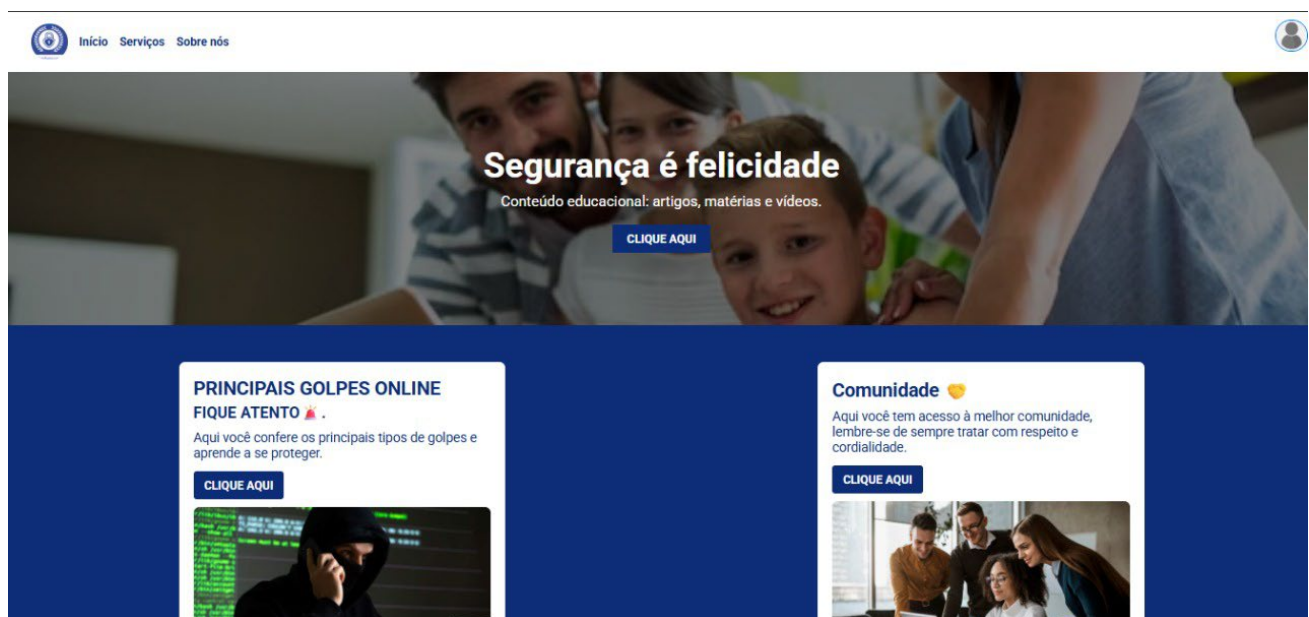 Início Serviços Sobre nós
Segurança é felicidade
Conteúdo educacional: artigos, matérias e vídeos.
CLIQUE AQUI
PRINCIPAIS GOLPES ONLINE
FIQUE ATENTO 🚨 .
Aqui você confere os principais tipos de golpes e
aprende a se proteger.
CLIQUE AQUI
Comunidade 🤝
Aqui você tem acesso à melhor comunidade,
lembre-se de sempre tratar com respeito e
cordialidade.
CLIQUE AQUI